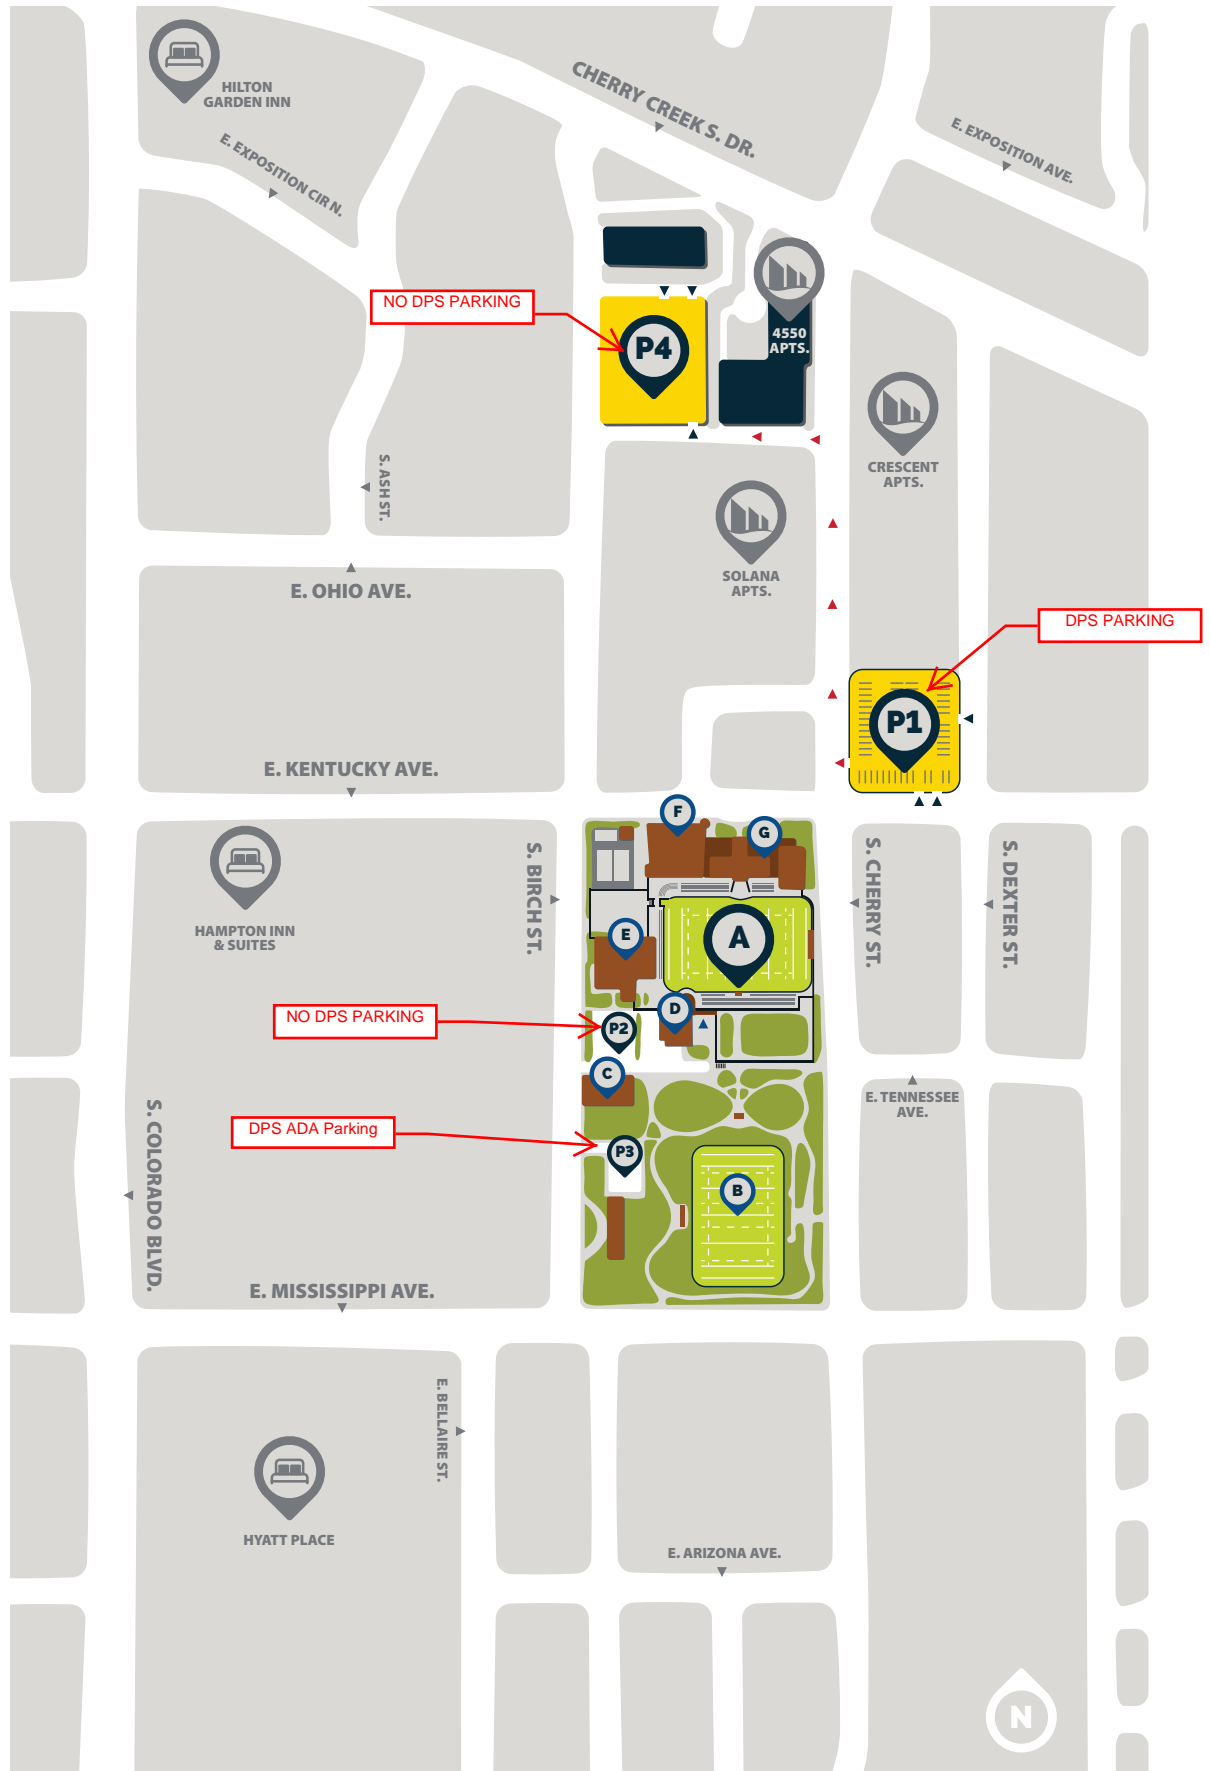 HILTON
GARDEN INN
CHERRY CREEK S. DR.
E. EXPOSITION AVE.
E. EXPOSITION CIR N.
NO DPS PARKING
P4
4550
APTS.
CRESCENT
APTS.
S. ASH ST.
SOLANA
APTS.
E. OHIO AVE.
DPS PARKING
P1
E. KENTUCKY AVE.
F
G
S. BIRCH ST.
S. CHERRY ST.
S. DEXTER ST.
HAMPTON INN
& SUITES
E
A
NO DPS PARKING
D
P2
C
E. TENNESSEE
AVE.
S. COLORADO BLVD.
DPS ADA Parking
P3
B
E. MISSISSIPPI AVE.
E. BELLAIRE ST.
HYATT PLACE
E. ARIZONA AVE.
N